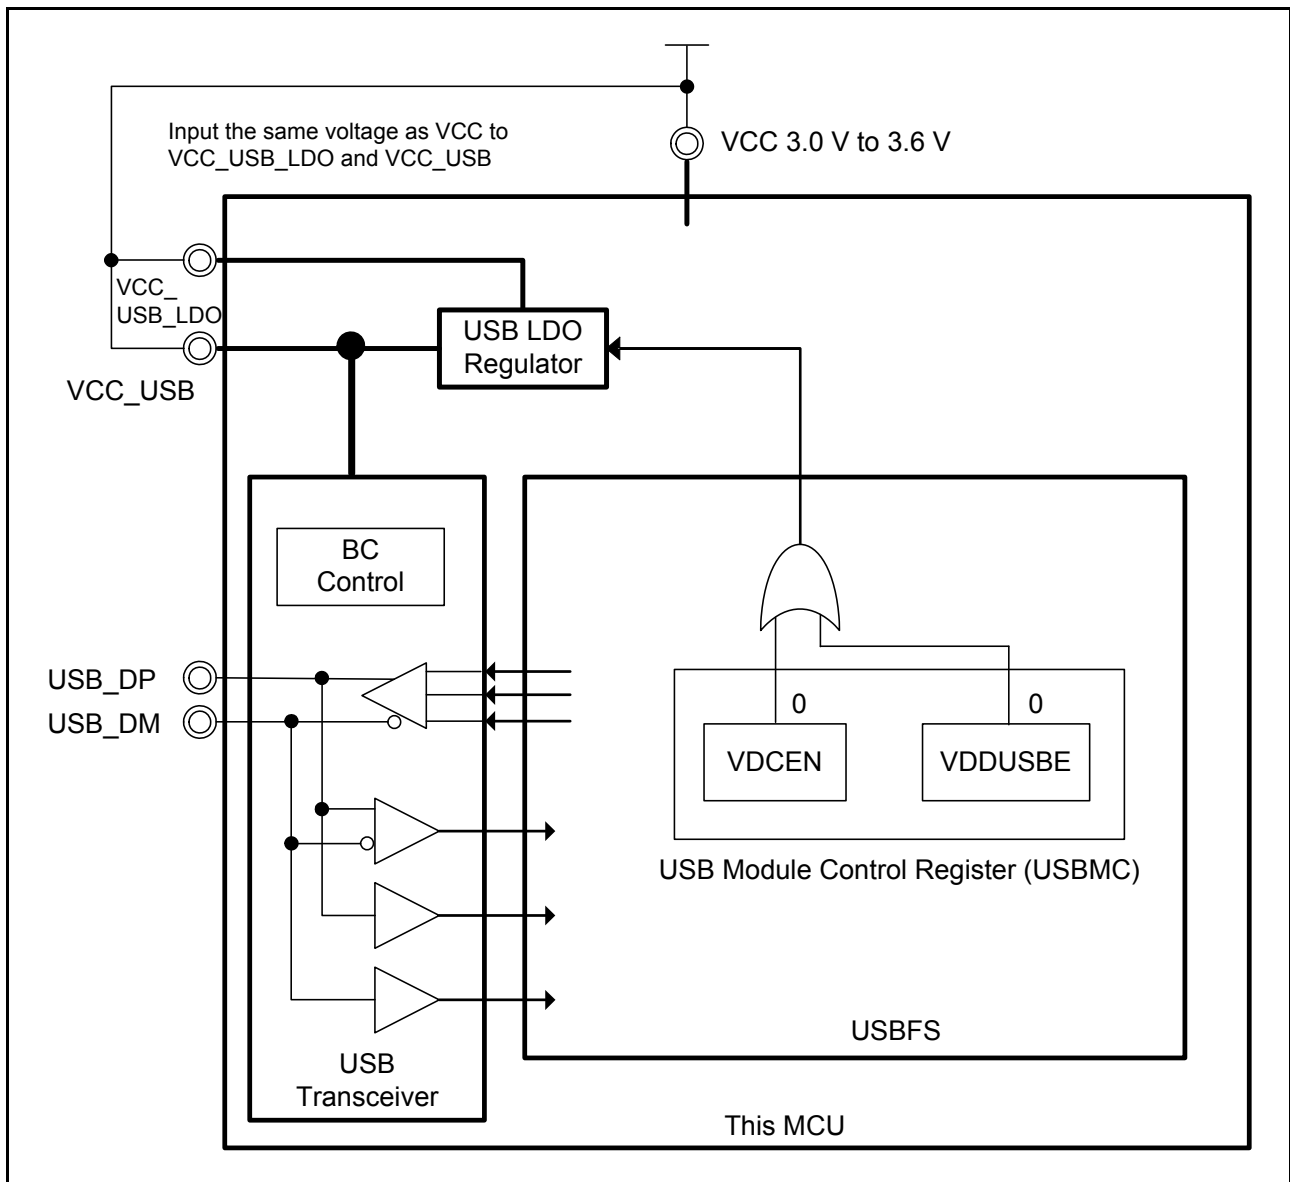 Input the same voltage as VCC to
VCC_USB_LDO and VCC_USB
VCC 3.0 V to 3.6 V
VCC_
USB_LDO
USB LDO
Regulator
VCC_USB
BC
Control
USB_DP
USB_DM
0
0
VDCEN
VDDUSBE
USB Module Control Register (USBMC)
USBFS
USB
Transceiver
This MCU